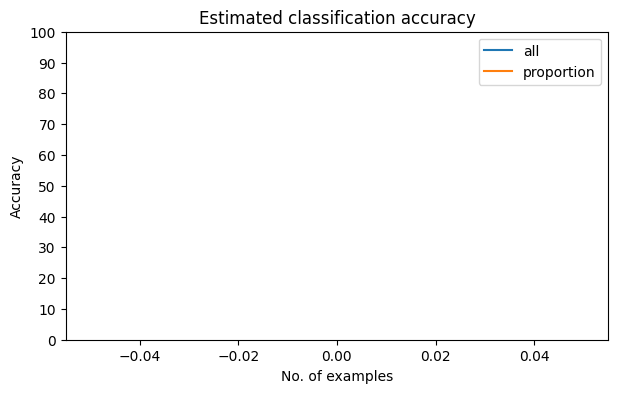 Estimated classification accuracy
100
90
80
70
60
50
40
30
20
10
0
Accuracy
all
proportion
−0.04 −0.02 0.00 0.02 0.04
No. of examples